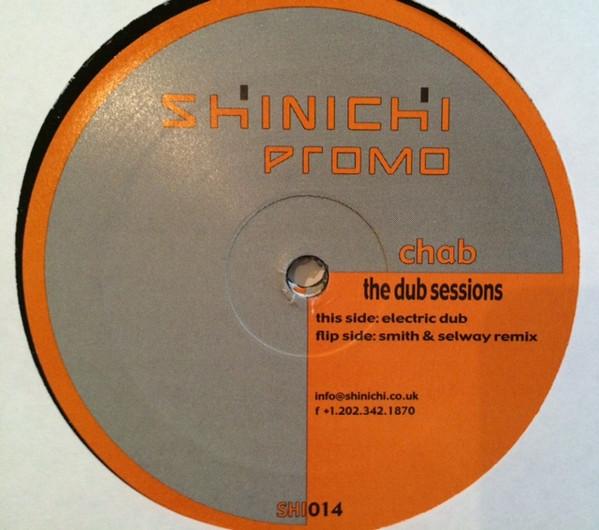 SHINICHI
PROMO
chab
the dub sessions
this side: electric dub
flip side: smith & selway remix
info@shinichi.co.uk
f +1.202.342.1870
SHI014